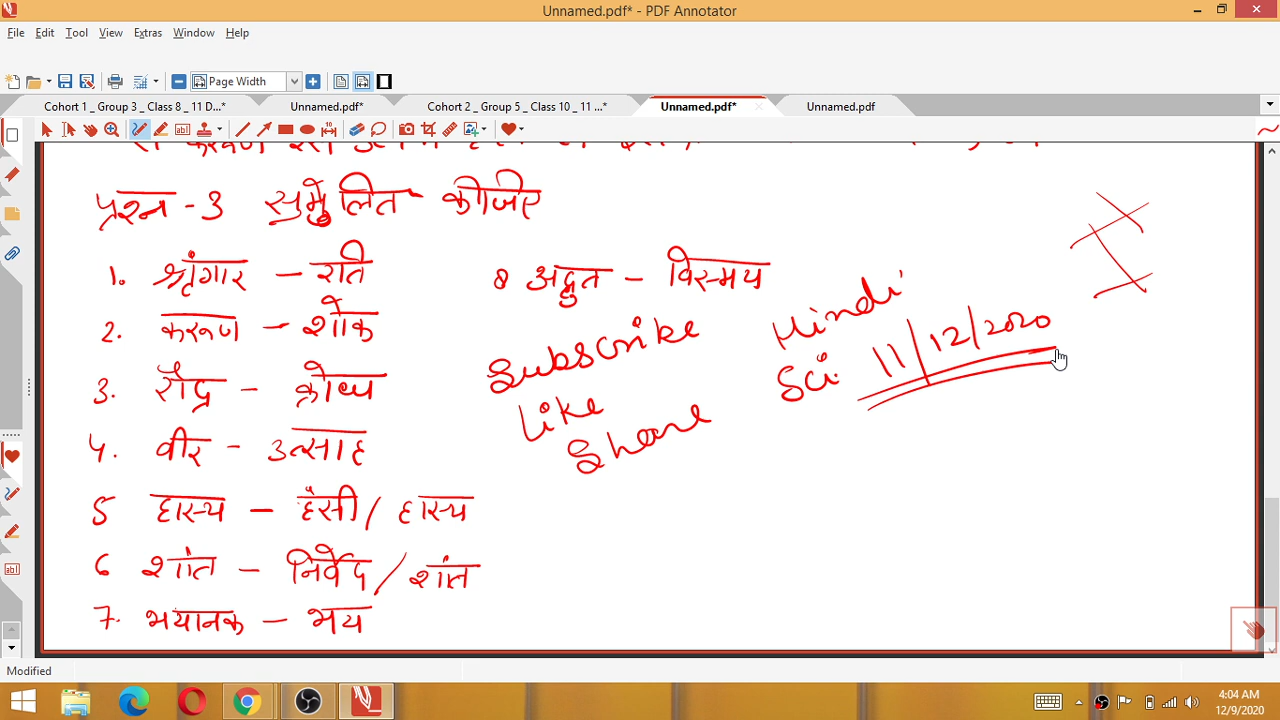 Unnamed.pdf* - PDF Annotator
File Edit Tool View Extras Window Help
Page Width
Cohort 1 _ Group 3 _ Class 8 _ 11 D...* Unnamed.pdf* Cohort 2 _ Group 5 _ Class 10 _ 11 ...* Unnamed.pdf* Unnamed.pdf
प्रश्न - 3 सुमेलित कीजिए
1. श्रृंगार - रति
2. करूण - शोक
3. रौद्र - क्रोध
4. वीर - उत्साह
5 हास्य - हँसी / हास्य
6 शांत - निर्वेद / शांत
7. भयानक - भय
8 अद्भुत - विस्मय
Subscribe
Like
Share
Hindi
Sci. 11/12/2020
Modified
4:04 AM
12/9/2020